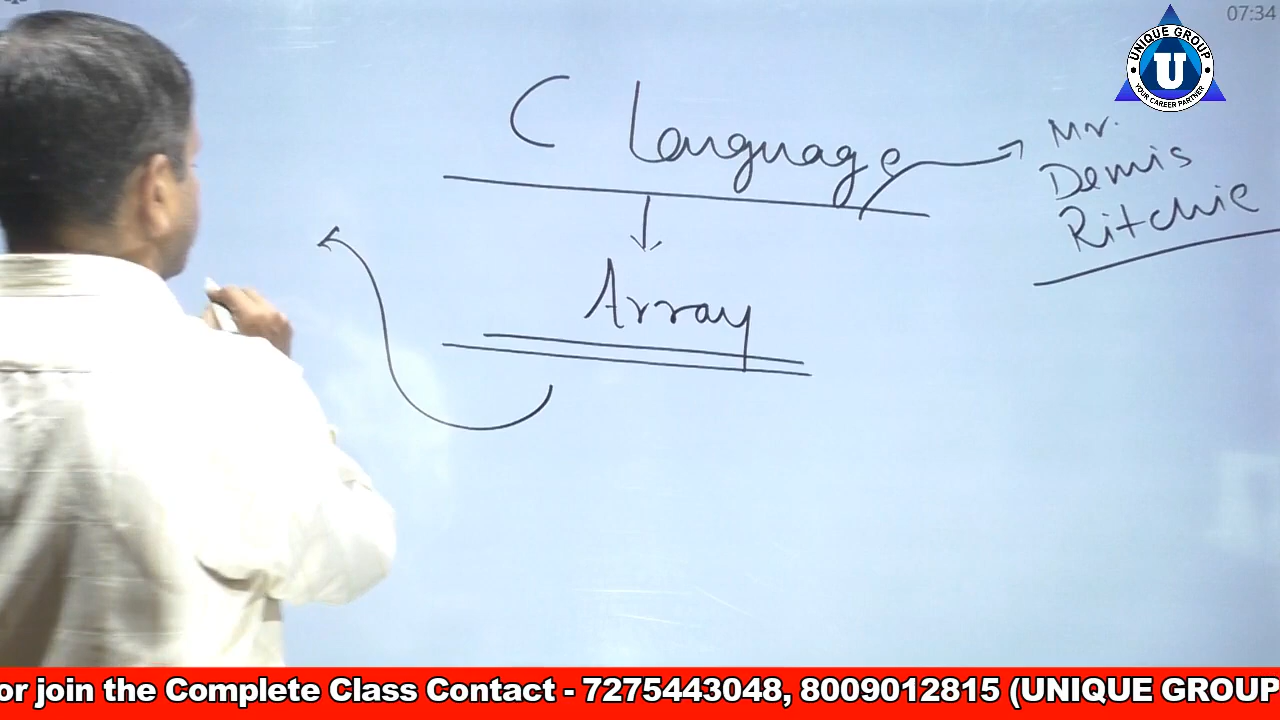 07:34
UNIQUE GROUP
U
YOUR CAREER PARTNER
C Language
Mr.
Demis
Ritchie
Array
or join the Complete Class Contact - 7275443048, 8009012815 (UNIQUE GROUP